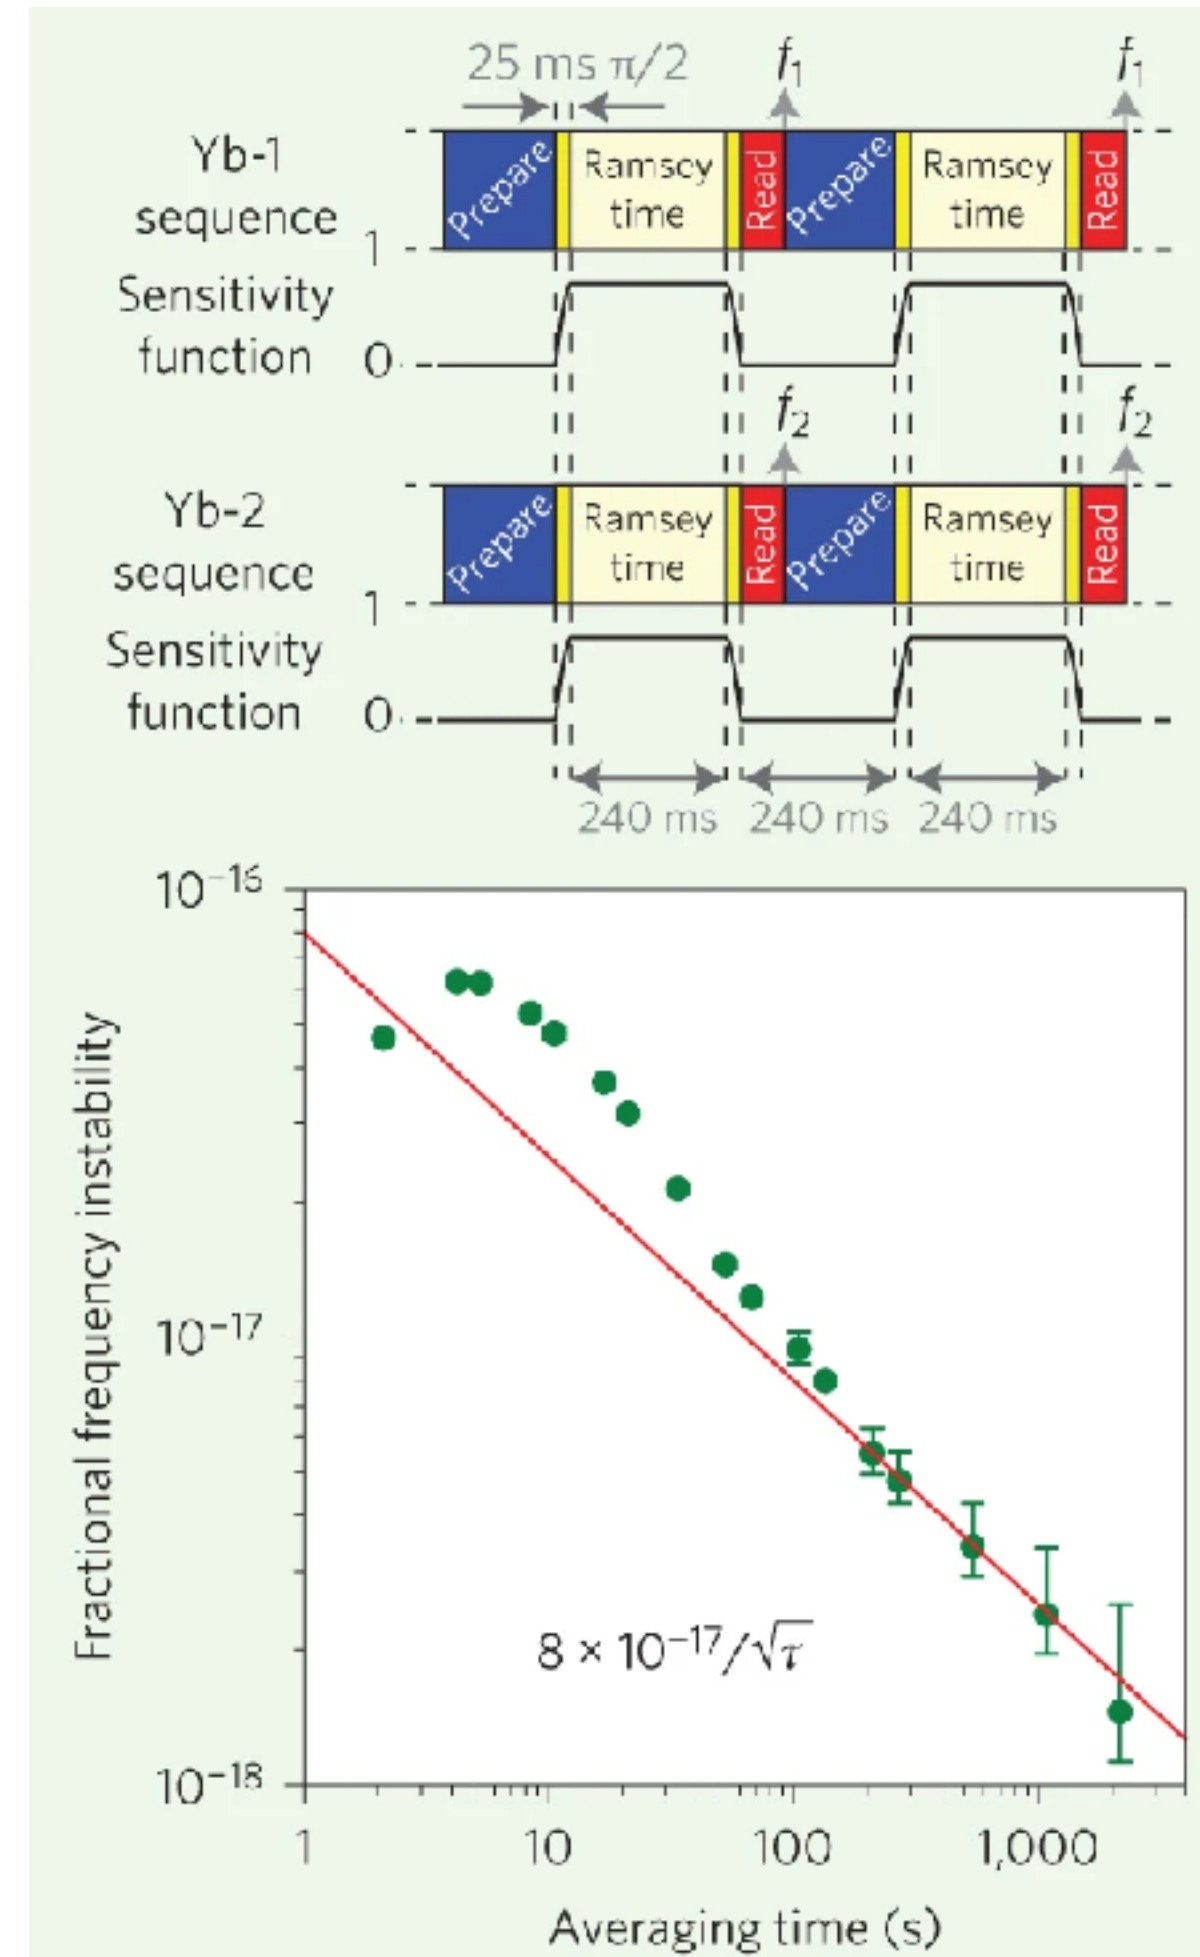 25 ms π/2
f₁
f₁
Yb-1
sequence
Prepare
Ramsey
time
Read
Prepare
Ramsey
time
Read
1
Sensitivity
function
0
f₂
f₂
Yb-2
sequence
Prepare
Ramsey
time
Read
Prepare
Ramsey
time
Read
1
Sensitivity
function
0
240 ms
240 ms
240 ms
10⁻¹⁶
10⁻¹⁷
10⁻¹⁸
Fractional frequency instability
8 × 10⁻¹⁷/√τ
1
10
100
1,000
Averaging time (s)